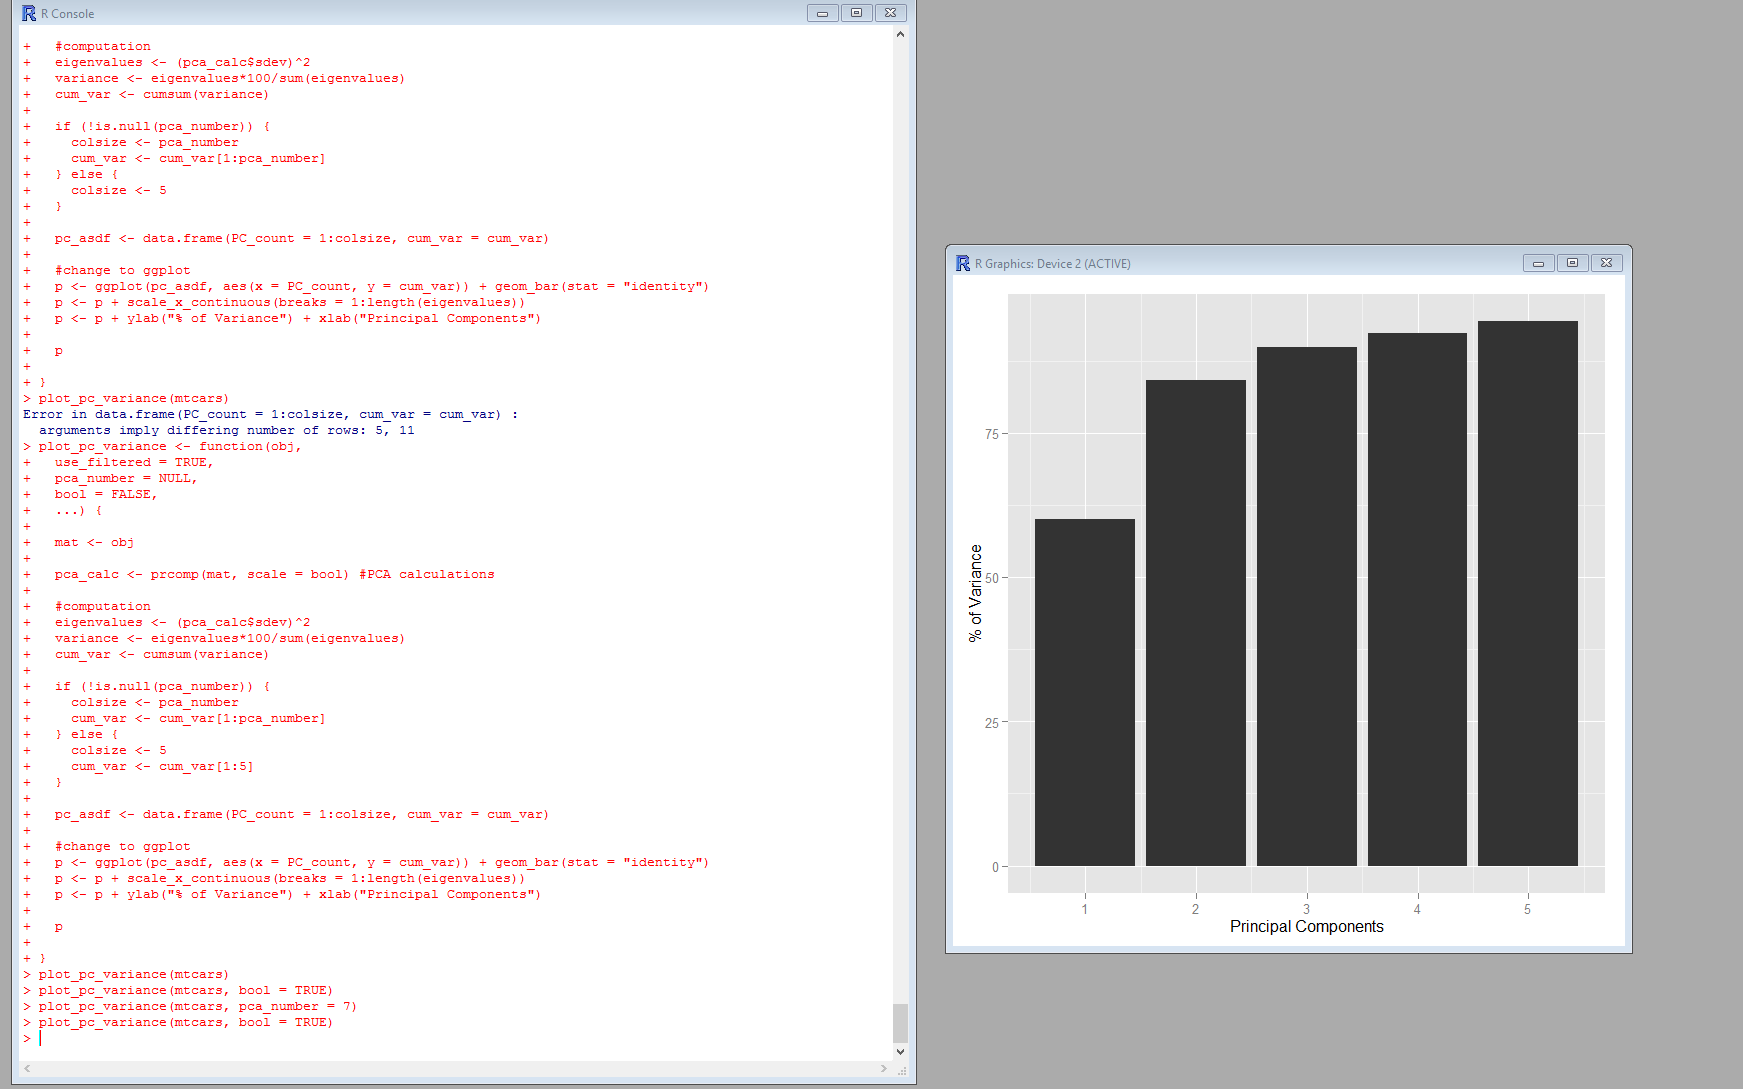 R Console
+   #computation
+   eigenvalues <- (pca_calc$sdev)^2
+   variance <- eigenvalues*100/sum(eigenvalues)
+   cum_var <- cumsum(variance)
+
+   if (!is.null(pca_number)) {
+     colsize <- pca_number
+     cum_var <- cum_var[1:pca_number]
+   } else {
+     colsize <- 5
+   }
+
+   pc_asdf <- data.frame(PC_count = 1:colsize, cum_var = cum_var)
+
+   #change to ggplot
+   p <- ggplot(pc_asdf, aes(x = PC_count, y = cum_var)) + geom_bar(stat = "identity")
+   p <- p + scale_x_continuous(breaks = 1:length(eigenvalues))
+   p <- p + ylab("% of Variance") + xlab("Principal Components")
+
+   p
+
+ }
> plot_pc_variance(mtcars)
Error in data.frame(PC_count = 1:colsize, cum_var = cum_var) :
  arguments imply differing number of rows: 5, 11
> plot_pc_variance <- function(obj,
+   use_filtered = TRUE,
+   pca_number = NULL,
+   bool = FALSE,
+   ...) {
+
+   mat <- obj
+
+   pca_calc <- prcomp(mat, scale = bool) #PCA calculations
+
+   #computation
+   eigenvalues <- (pca_calc$sdev)^2
+   variance <- eigenvalues*100/sum(eigenvalues)
+   cum_var <- cumsum(variance)
+
+   if (!is.null(pca_number)) {
+     colsize <- pca_number
+     cum_var <- cum_var[1:pca_number]
+   } else {
+     colsize <- 5
+     cum_var <- cum_var[1:5]
+   }
+
+   pc_asdf <- data.frame(PC_count = 1:colsize, cum_var = cum_var)
+
+   #change to ggplot
+   p <- ggplot(pc_asdf, aes(x = PC_count, y = cum_var)) + geom_bar(stat = "identity")
+   p <- p + scale_x_continuous(breaks = 1:length(eigenvalues))
+   p <- p + ylab("% of Variance") + xlab("Principal Components")
+
+   p
+
+ }
> plot_pc_variance(mtcars)
> plot_pc_variance(mtcars, bool = TRUE)
> plot_pc_variance(mtcars, pca_number = 7)
> plot_pc_variance(mtcars, bool = TRUE)
>
R Graphics: Device 2 (ACTIVE)
% of Variance
75
50
25
0
1 2 3 4 5
Principal Components